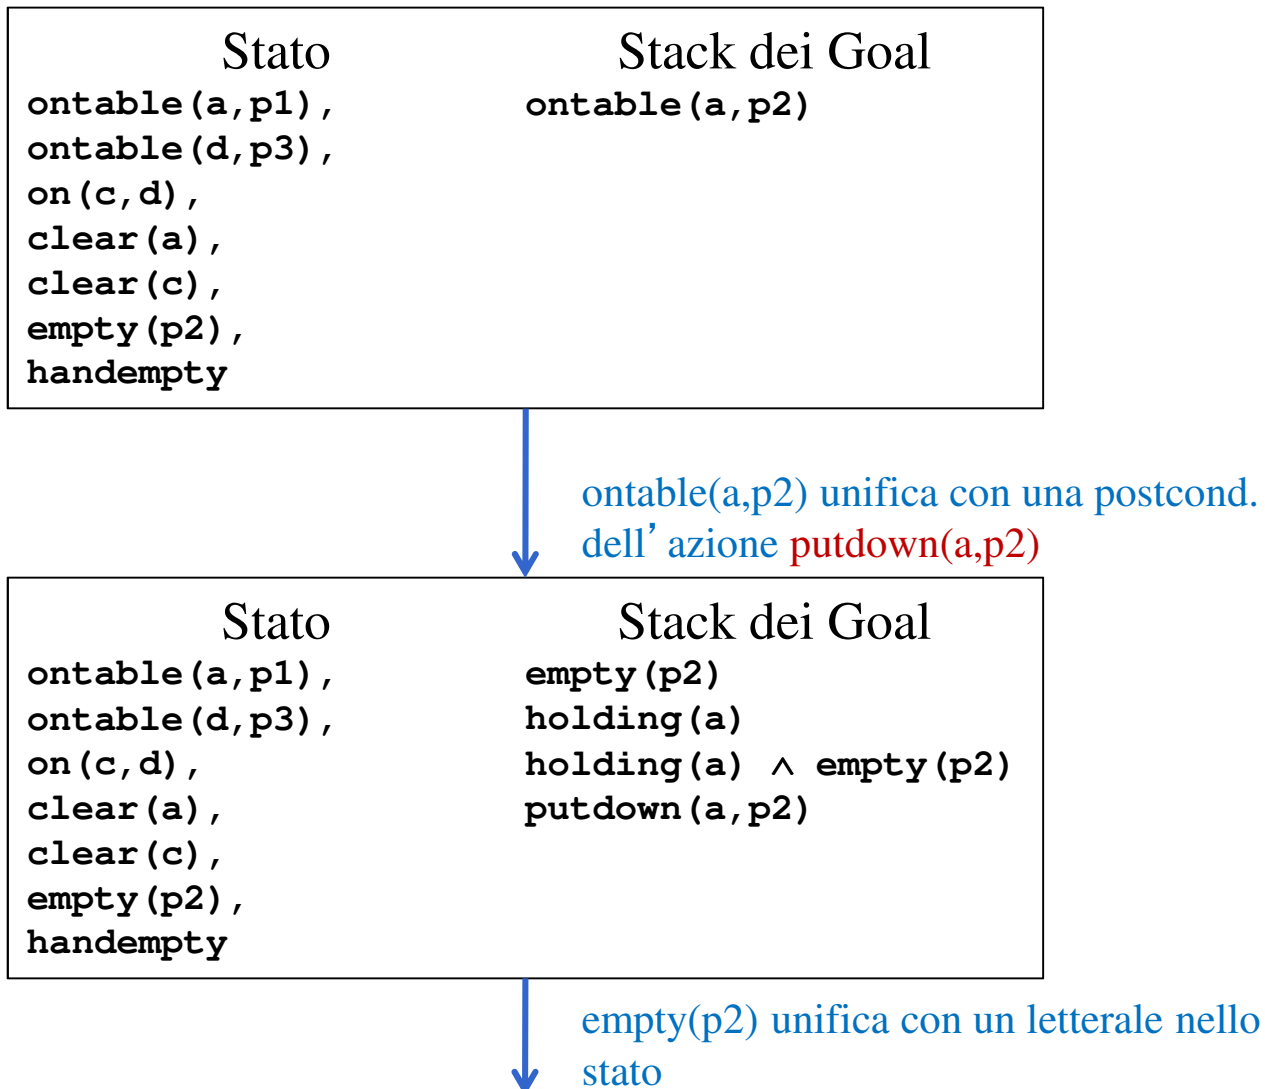 Stato
ontable(a,p1),
ontable(d,p3),
on(c,d),
clear(a),
clear(c),
empty(p2),
handempty
Stack dei Goal
ontable(a,p2)
ontable(a,p2) unifica con una postcond.
dell’ azione putdown(a,p2)
Stato
ontable(a,p1),
ontable(d,p3),
on(c,d),
clear(a),
clear(c),
empty(p2),
handempty
Stack dei Goal
empty(p2)
holding(a)
holding(a) ∧ empty(p2)
putdown(a,p2)
empty(p2) unifica con un letterale nello
stato